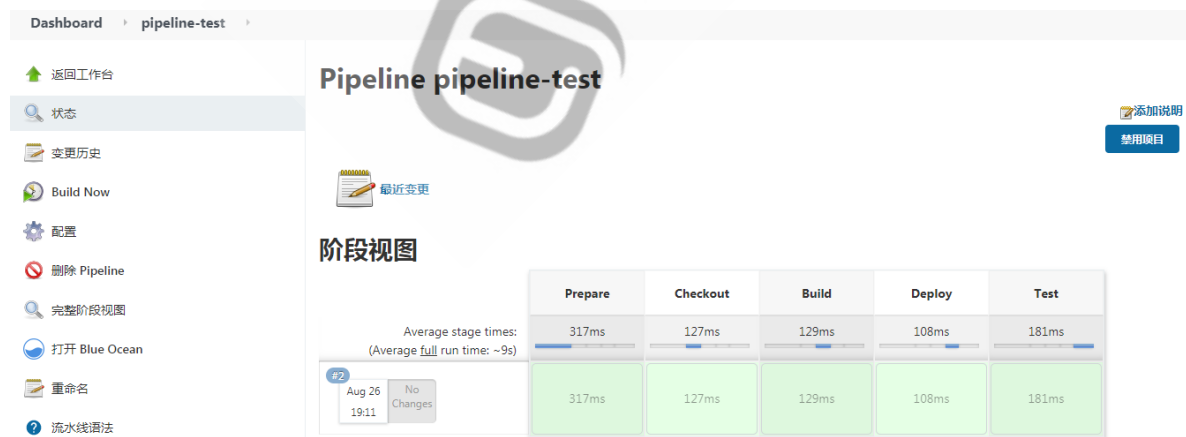 Dashboard pipeline-test
返回工作台
状态
变更历史
Build Now
配置
删除 Pipeline
完整阶段视图
打开 Blue Ocean
重命名
流水线语法
Pipeline pipeline-test
添加说明
禁用项目
最近变更
阶段视图
Prepare Checkout Build Deploy Test
Average stage times: 317ms 127ms 129ms 108ms 181ms
(Average full run time: ~9s)
#2
Aug 26 No
19:11 Changes
317ms 127ms 129ms 108ms 181ms